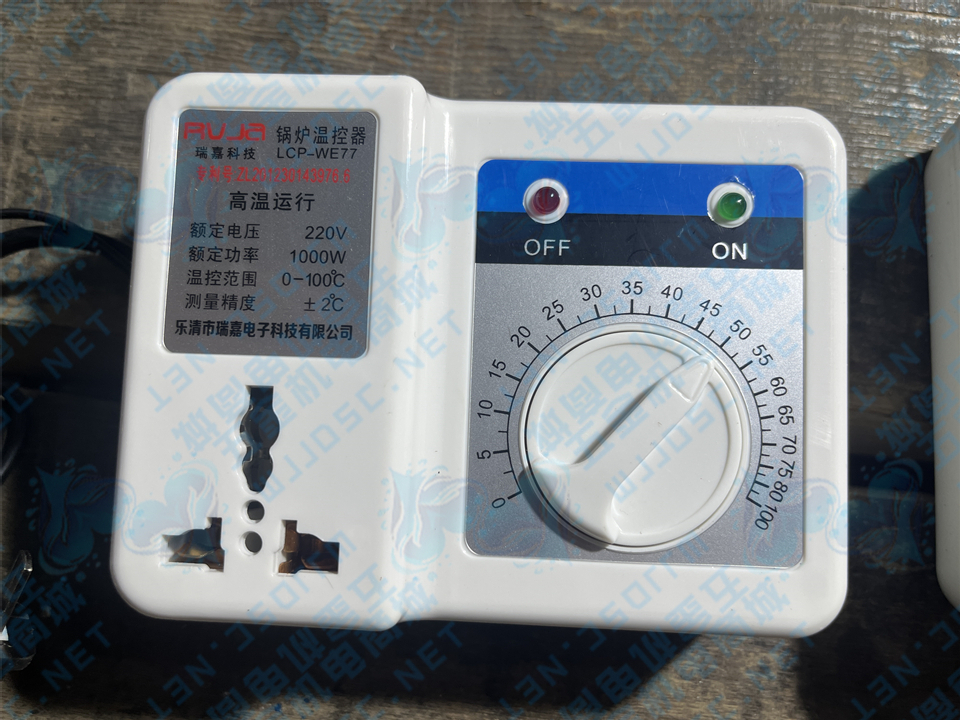 RUJA 锅炉温控器
瑞嘉科技 LCP-WE77
高温运行
额定电压 220V
额定功率 1000W
温控范围 0-100℃
测量精度 ±2℃
乐清市瑞嘉电子科技有限公司
OFF
ON
0
5
10
15
20
25
30
35
40
45
50
55
60
65
70
75
80
100